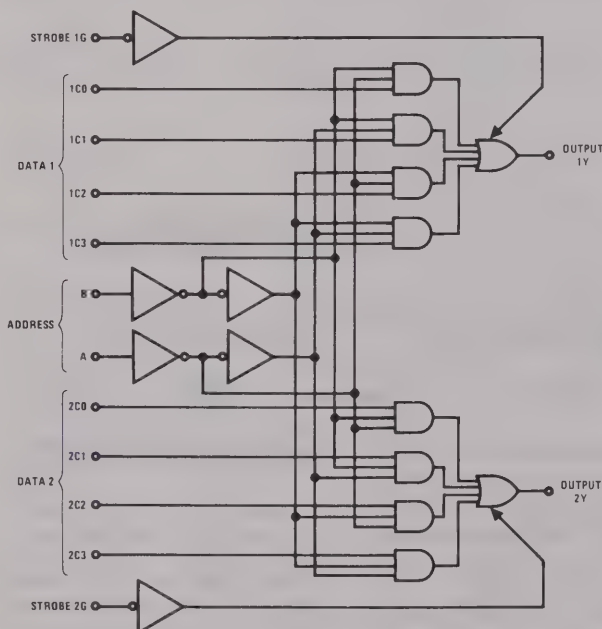 STROBE 1G
1C0
1C1
DATA 1
1C2
1C3
OUTPUT
1Y
B
ADDRESS
A
2C0
2C1
DATA 2
2C2
2C3
OUTPUT
2Y
STROBE 2G